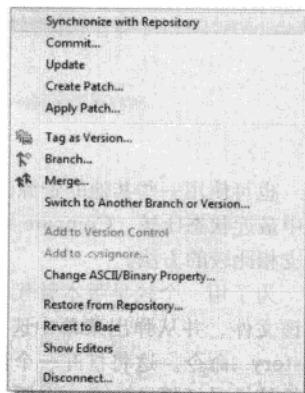 Synchronize with Repository
Commit...
Update
Create Patch...
Apply Patch...
Tag as Version...
Branch...
Merge...
Switch to Another Branch or Version...
Add to Version Control
Add to .cvsignore...
Change ASCII/Binary Property...
Restore from Repository...
Revert to Base
Show Editors
Disconnect...